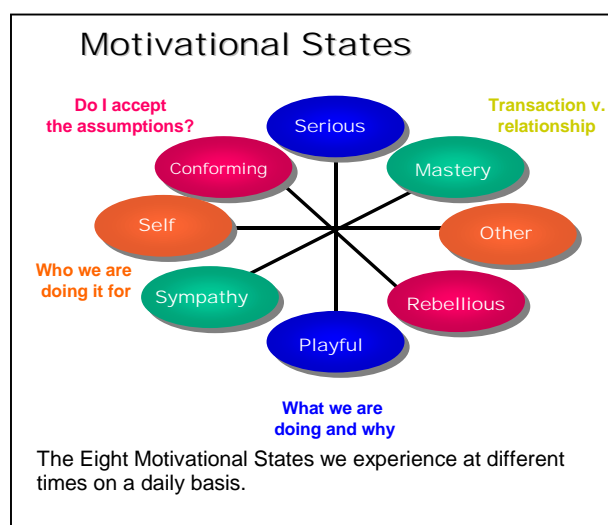 Motivational States
Do I accept
the assumptions?
Transaction v.
relationship
Serious
Conforming
Mastery
Self
Other
Who we are
doing it for
Sympathy
Rebellious
Playful
What we are
doing and why
The Eight Motivational States we experience at different
times on a daily basis.